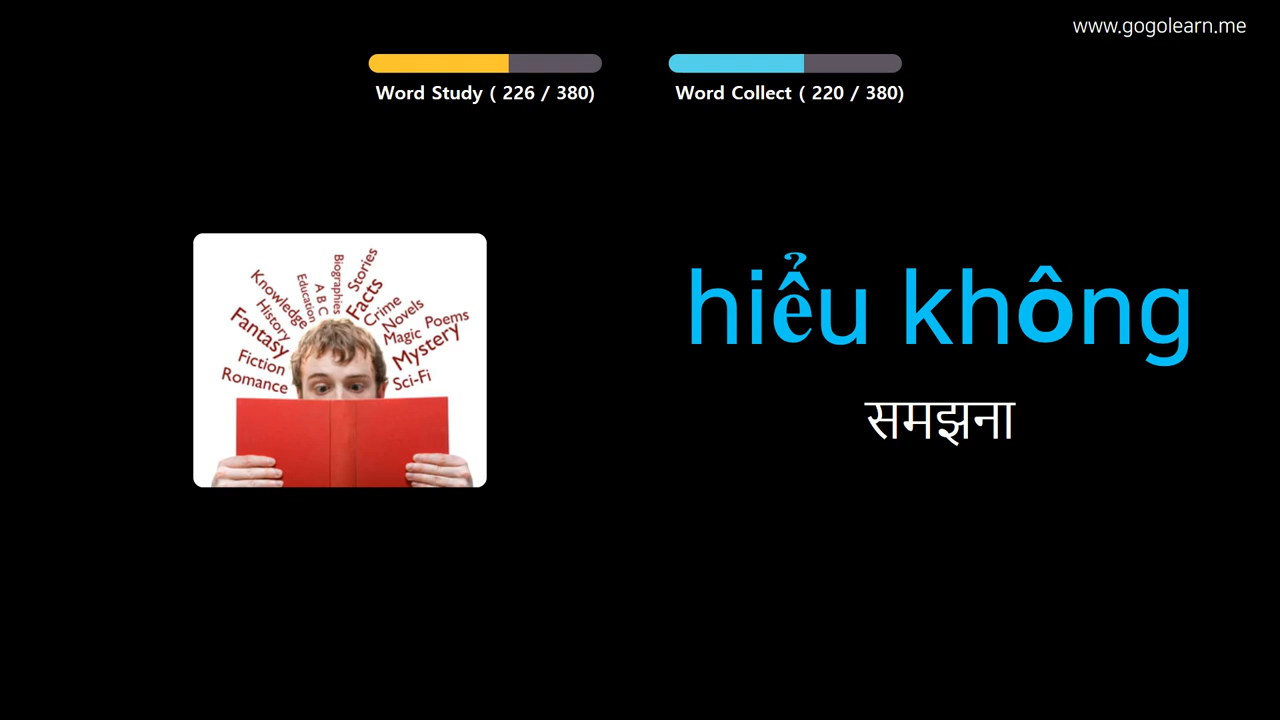 www.gogolearn.me
Word Study ( 226 / 380)
Word Collect ( 220 / 380)
Biographies
Stories
Facts
A B C
Education
Knowledge
History
Fantasy
Fiction
Romance
Crime
Novels
Magic
Poems
Mystery
Sci-Fi
hiểu không
समझना